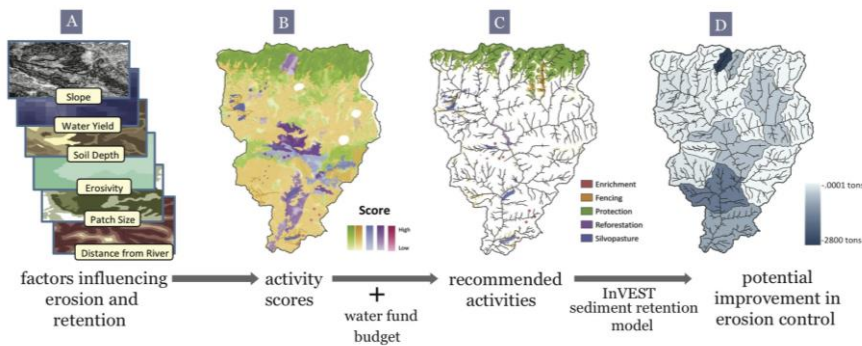 A
B
C
D
Slope
Water Yield
Soil Depth
Erosivity
Patch Size
Distance from River
Score
High
Low
Enrichment
Fencing
Protection
Reforestation
Silvopasture
-.0001 tons
-2800 tons
factors influencing
erosion and
retention
activity
scores
+
water fund
budget
recommended
activities
InVEST
sediment retention
model
potential
improvement in
erosion control